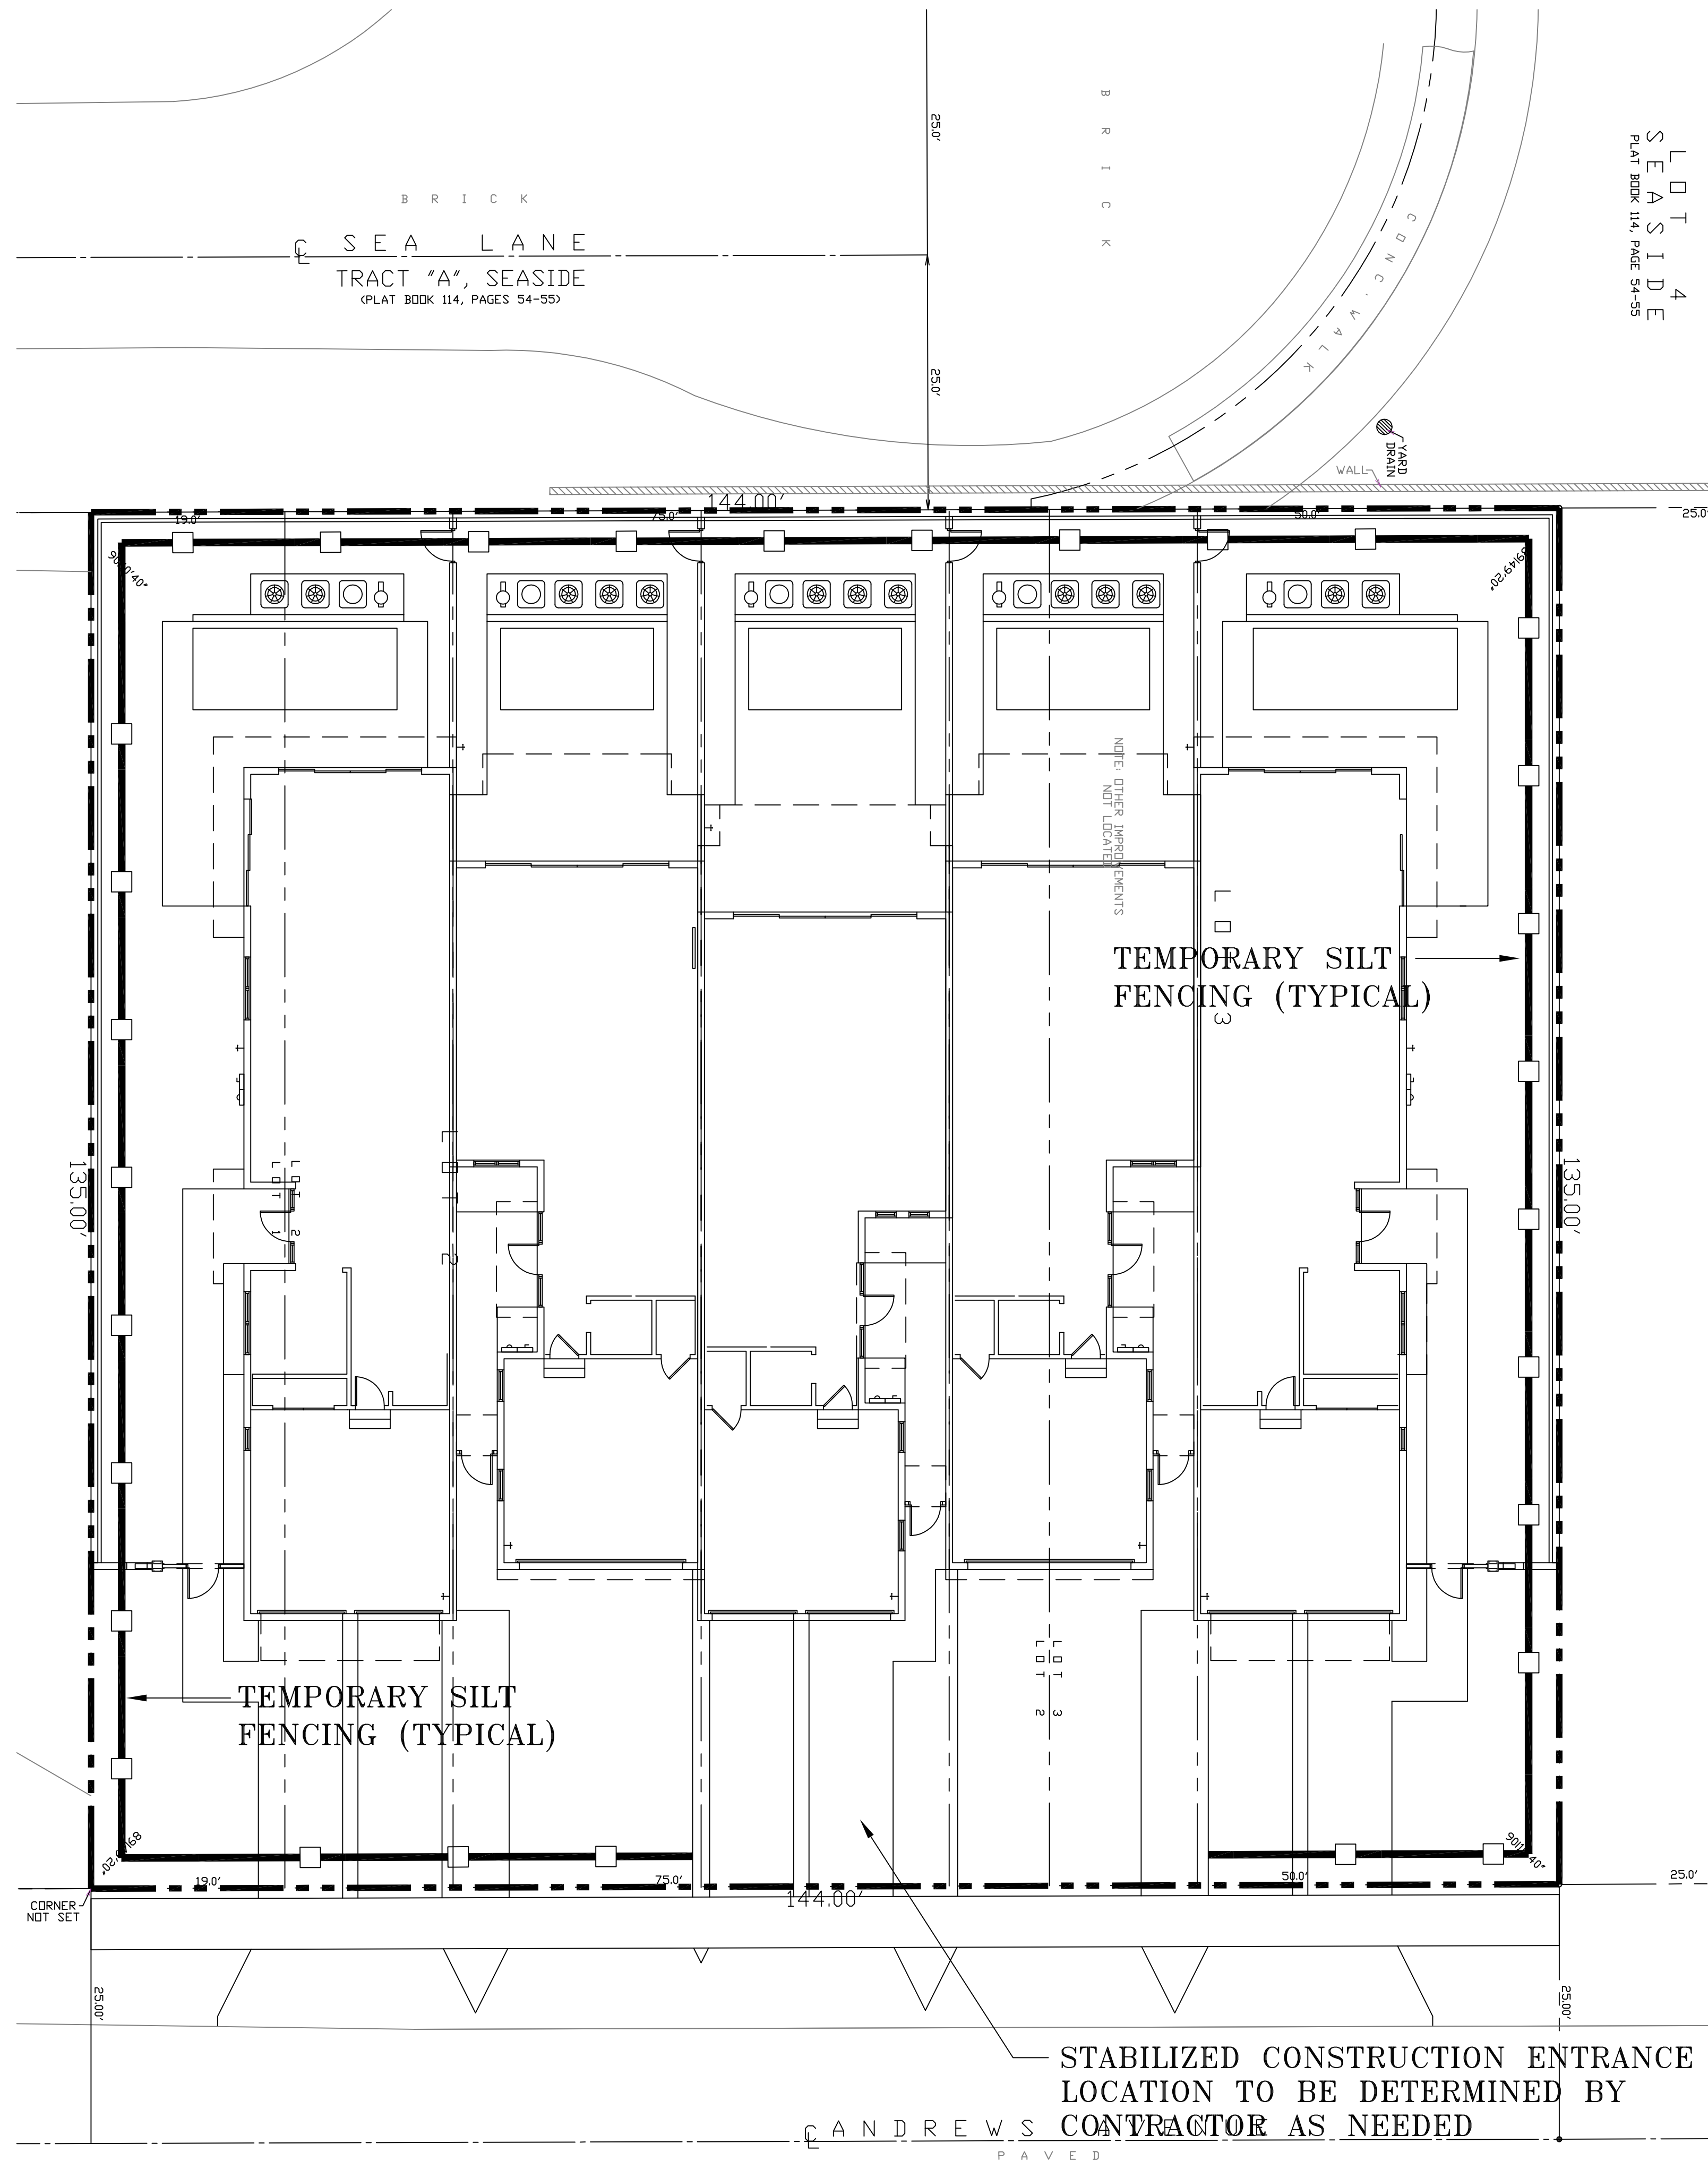 25.0'
B R I C K
B R I C K
SEA LANE
TRACT "A", SEASIDE
(PLAT BOOK 114, PAGES 54-55)
LOT 4
SEASIDE
PLAT BOOK 114, PAGE 54-55
CONC. WALK
25.0'
YARD
DRAIN
WALL
144.00'
19.0'
75.0'
50.0'
25.0'
NOTE: OTHER IMPROVEMENTS
NOT LOCATED
LOT 3
TEMPORARY SILT
FENCING (TYPICAL)
135.00'
135.00'
LOT 1
LOT 2
LOT 2
LOT 2
LOT 3
TEMPORARY SILT
FENCING (TYPICAL)
19.0'
75.0'
50.0'
25.0'
144.00'
CORNER
NOT SET
25.00'
25.00'
STABILIZED CONSTRUCTION ENTRANCE
LOCATION TO BE DETERMINED BY
CONTRACTOR AS NEEDED
ANDREWS AVENUE
P A V E D